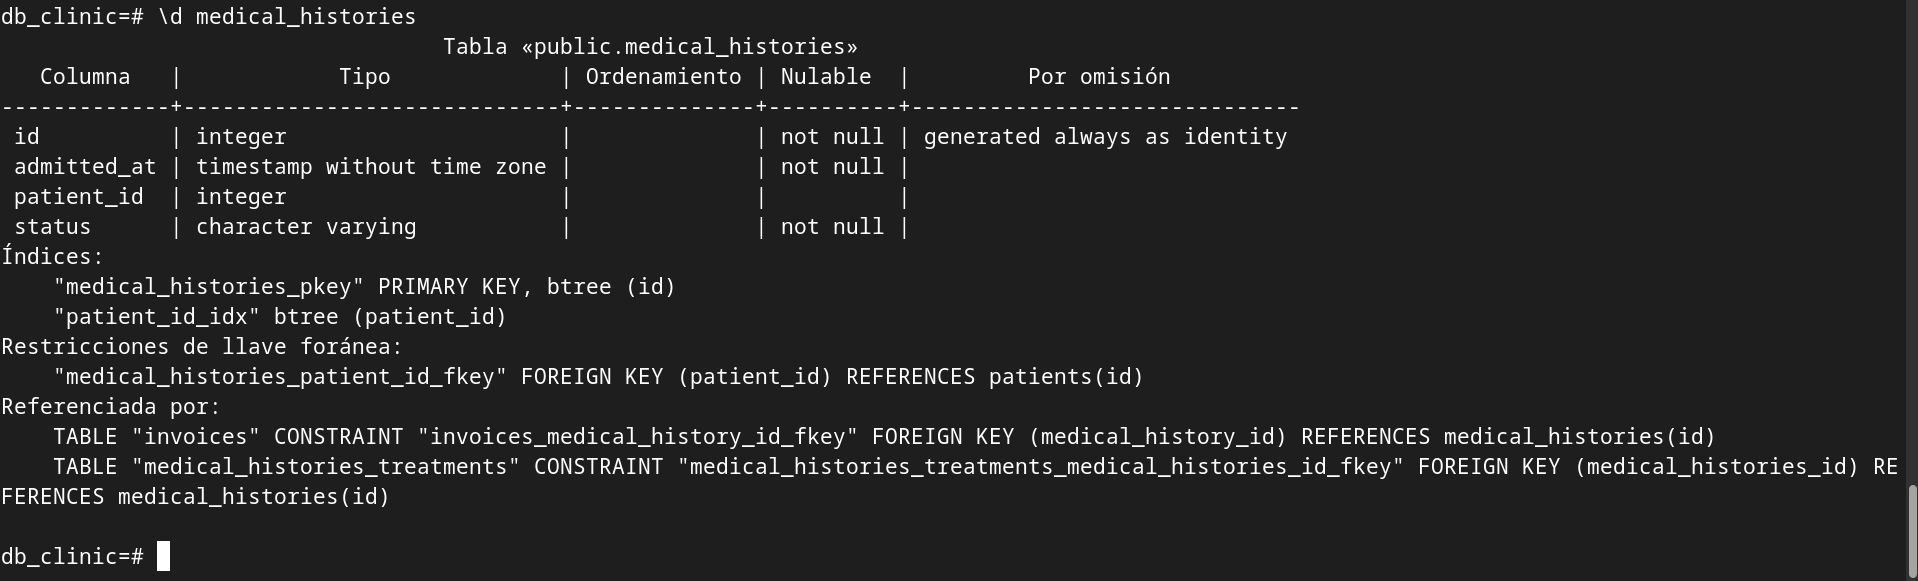 db_clinic=# \d medical_histories
                                  Tabla «public.medical_histories»
   Columna   |            Tipo             | Ordenamiento | Nulable  |         Por omisión
-------------+-----------------------------+--------------+----------+------------------------------
 id          | integer                     |              | not null | generated always as identity
 admitted_at | timestamp without time zone |              | not null |
 patient_id  | integer                     |              |          |
 status      | character varying           |              | not null |
Índices:
    "medical_histories_pkey" PRIMARY KEY, btree (id)
    "patient_id_idx" btree (patient_id)
Restricciones de llave foránea:
    "medical_histories_patient_id_fkey" FOREIGN KEY (patient_id) REFERENCES patients(id)
Referenciada por:
    TABLE "invoices" CONSTRAINT "invoices_medical_history_id_fkey" FOREIGN KEY (medical_history_id) REFERENCES medical_histories(id)
    TABLE "medical_histories_treatments" CONSTRAINT "medical_histories_treatments_medical_histories_id_fkey" FOREIGN KEY (medical_histories_id) RE
FERENCES medical_histories(id)

db_clinic=#